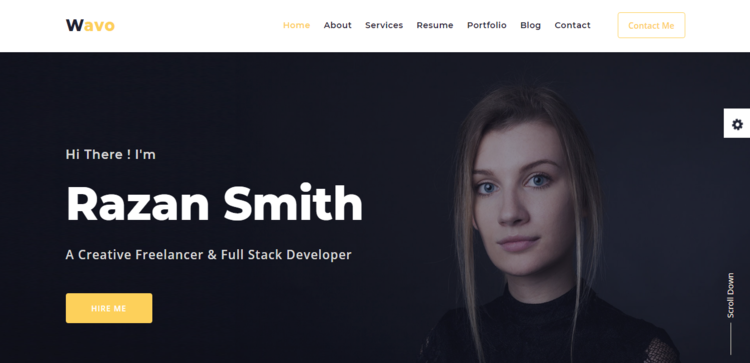 Wavo
Home About Services Resume Portfolio Blog Contact
Contact Me
Hi There ! I'm
Razan Smith
A Creative Freelancer & Full Stack Developer
HIRE ME
Scroll Down